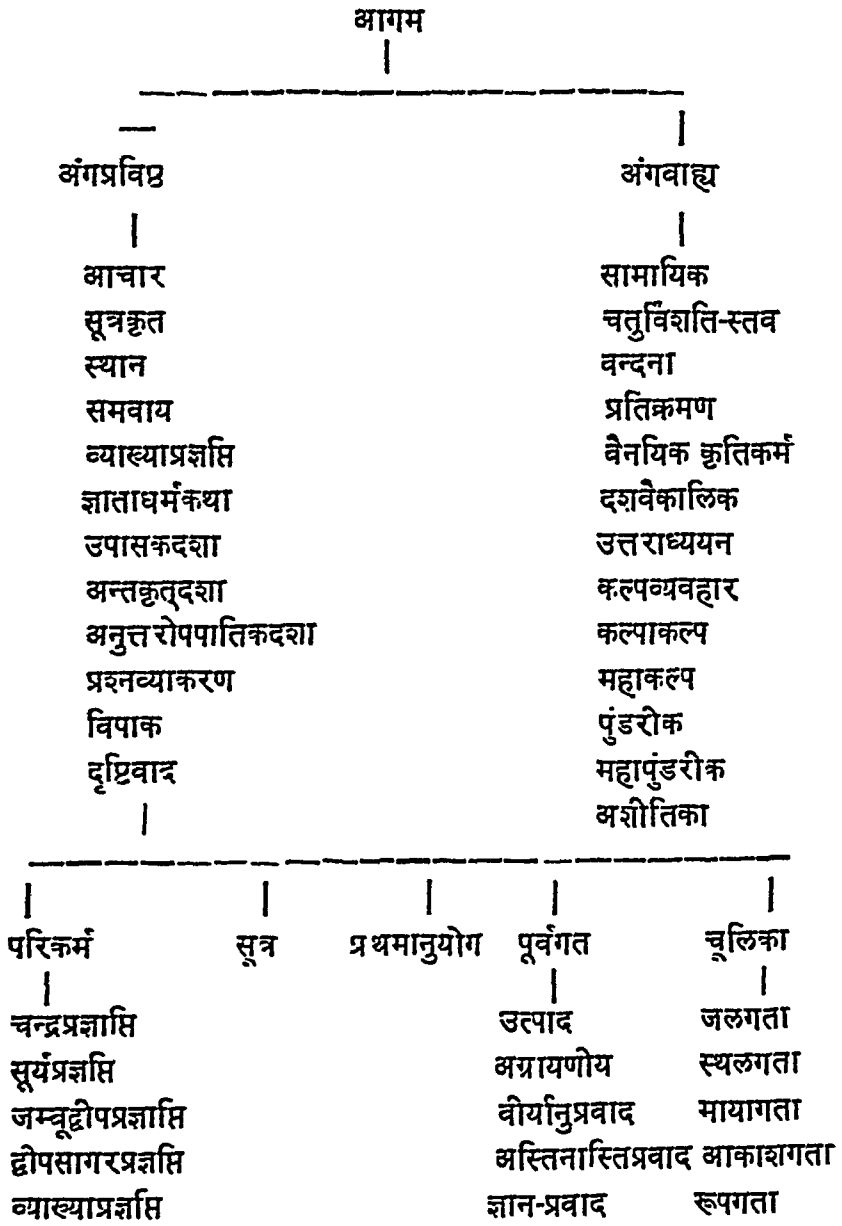 आगम
अंगप्रविष्ठ अंगवाह्य
आचार सामायिक
सूत्रकृत चतुर्विंशति-स्तव
स्थान वन्दना
समवाय प्रतिक्रमण
व्याख्याप्रज्ञप्ति वैनयिक कृतिकर्म
ज्ञाताधर्मकथा दशवैकालिक
उपासकदशा उत्तराध्ययन
अन्तकृत्दशा कल्पव्यवहार
अनुत्तरोपपातिकदशा कल्पाकल्प
प्रश्नव्याकरण महाकल्प
विपाक पुंडरीक
दृष्टिवाद महापुंडरीक
अशीतिका
परिकर्म सूत्र प्रथमानुयोग पूर्वगत चूलिका
चन्द्रप्रज्ञाप्ति उत्पाद जलगता
सूर्यप्रज्ञप्ति अग्रायणोय स्थलगता
जम्वूद्वीपप्रज्ञाप्ति वीर्यानुप्रवाद मायागता
द्वीपसागरप्रज्ञप्ति अस्तिनास्तिप्रवाद आकाशगता
व्याख्याप्रज्ञप्ति ज्ञान-प्रवाद रूपगता